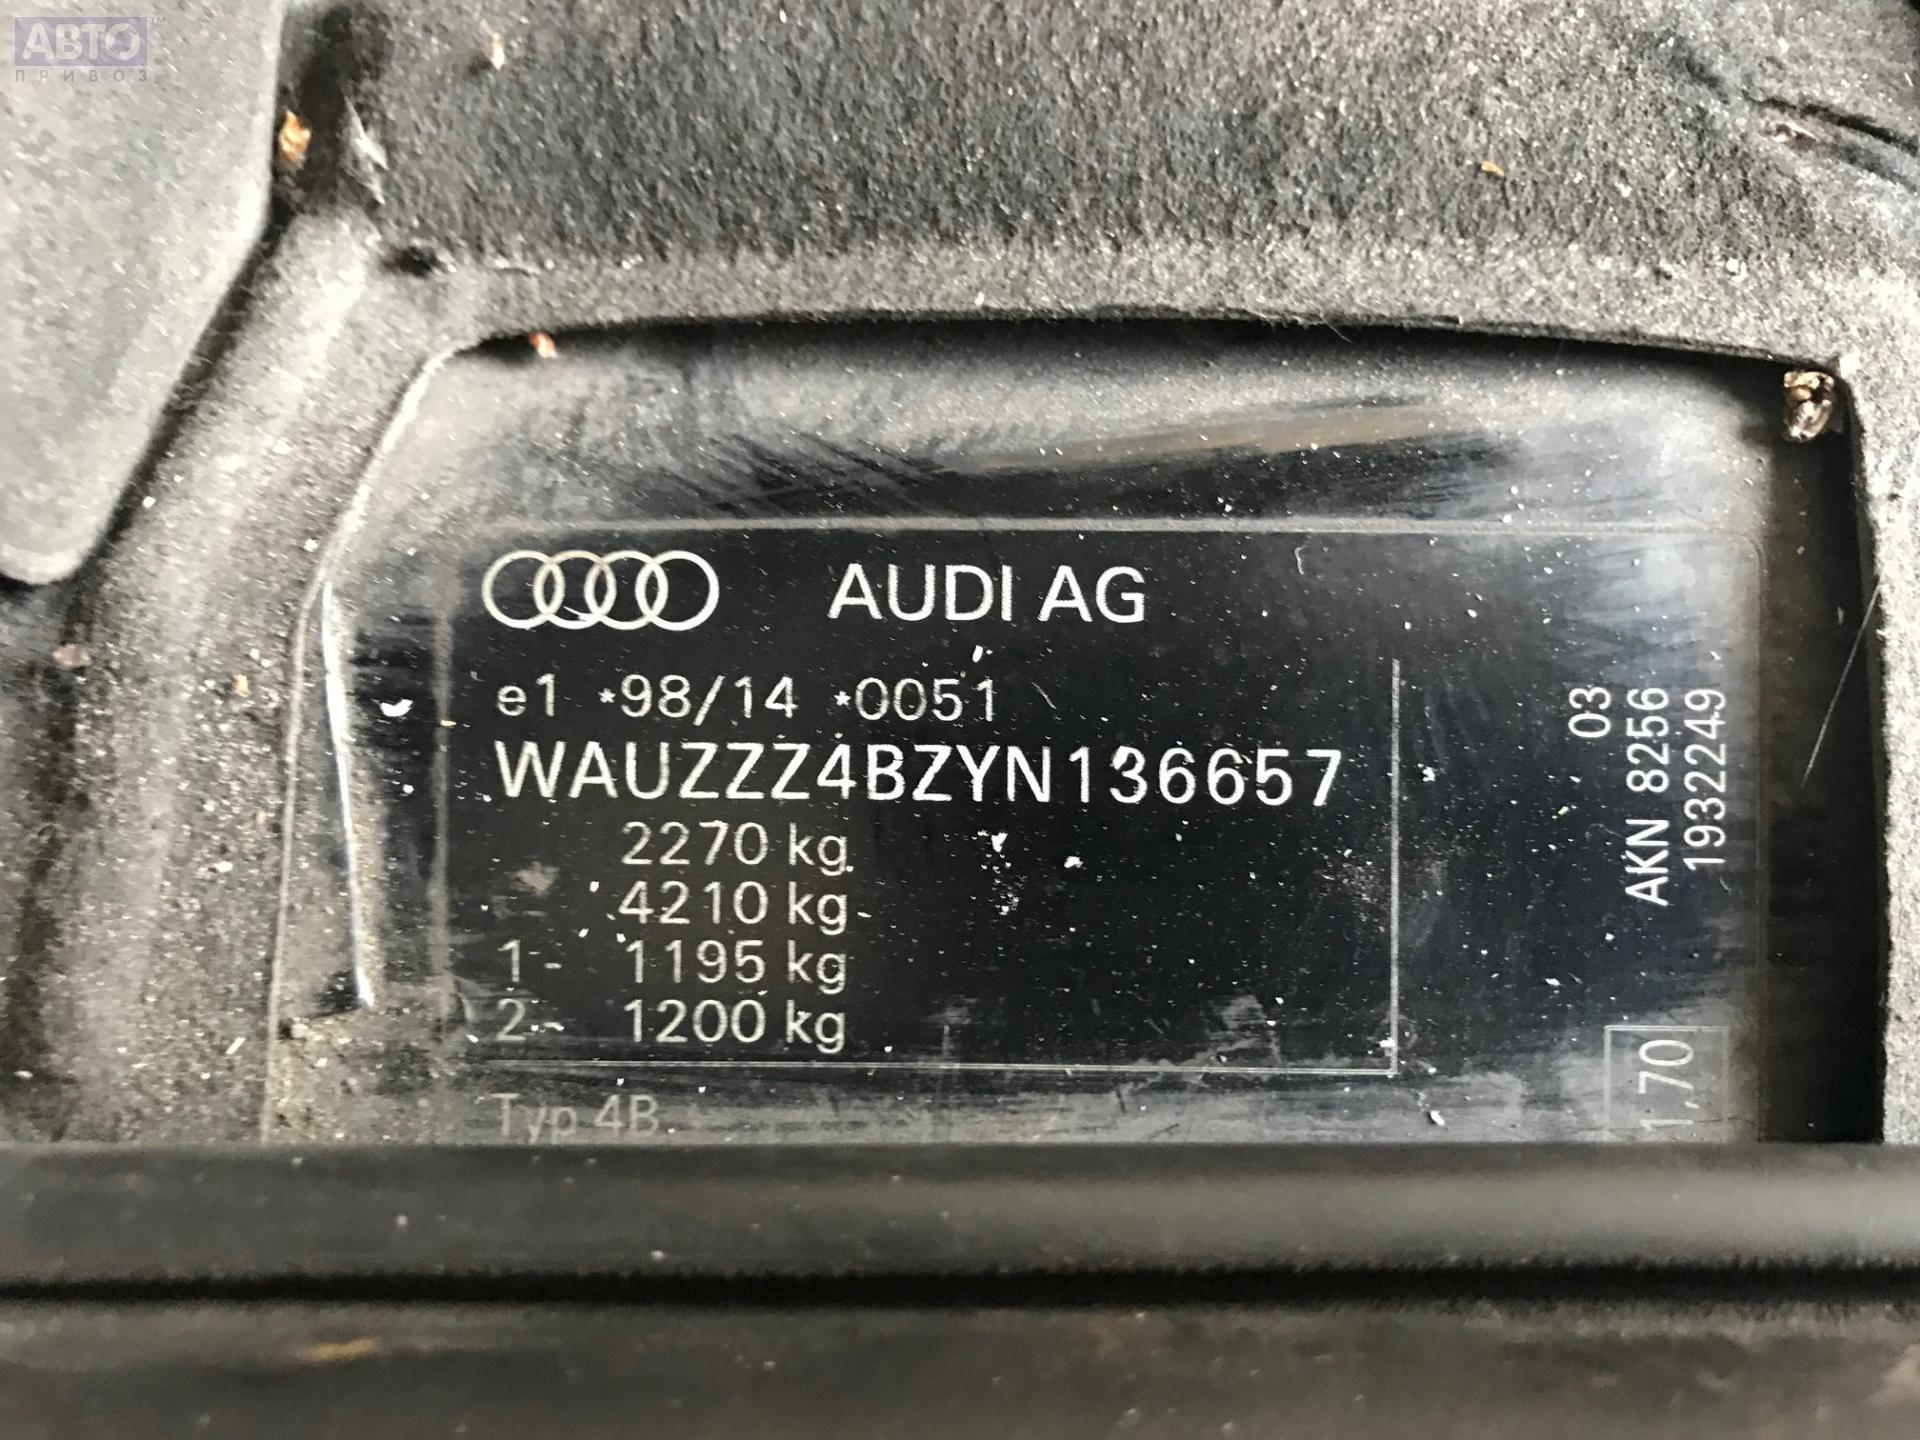 АВТО™
ПРИВОЗ
AUDI AG
e1 *98/14 *0051
WAUZZZ4BZYN136657
2270 kg
4210 kg
1- 1195 kg
2- 1200 kg
Typ 4B
03
AKN 8256
1932249
1,70